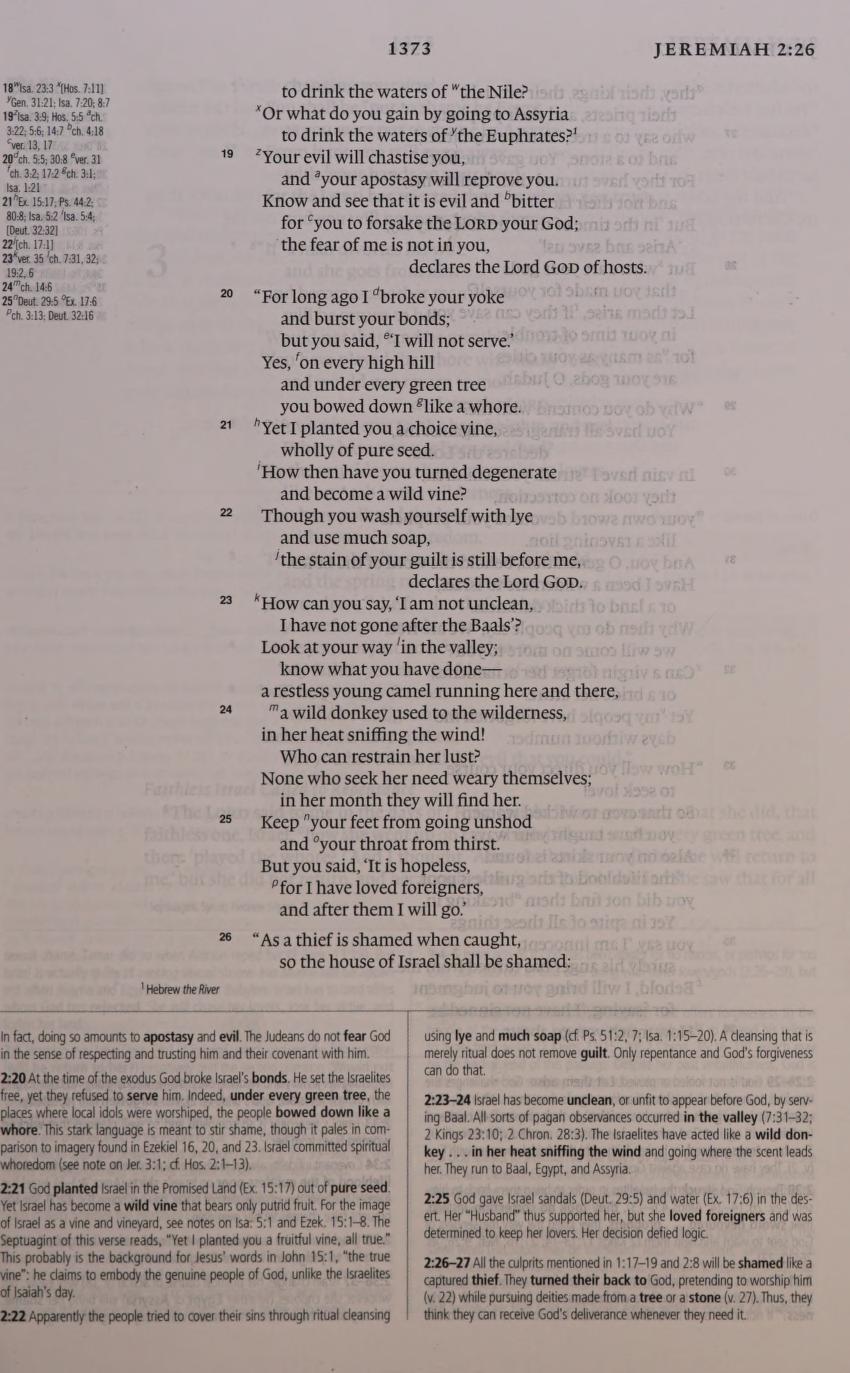 1373
JEREMIAH 2:26
18 w Isa. 23:3 x [Hos. 7:11]
y Gen. 31:21; Isa. 7:20; 8:7
19 z Isa. 3:9; Hos. 5:5 a ch.
3:22; 5:6; 14:7 b ch. 4:18
c ver. 13, 17
20 d ch. 5:5; 30:8 e ver. 31
f ch. 3:2; 17:2 g ch. 3:1;
Isa. 1:21
21 h Ex. 15:17; Ps. 44:2;
80:8; Isa. 5:2 i Isa. 5:4;
[Deut. 32:32]
22 j [ch. 17:1]
23 k ver. 35 l ch. 7:31, 32;
19:2, 6
24 m ch. 14:6
25 n Deut. 29:5 o Ex. 17:6
p ch. 3:13; Deut. 32:16
to drink the waters of w the Nile?
x Or what do you gain by going to Assyria
to drink the waters of y the Euphrates?1
19 z Your evil will chastise you,
and a your apostasy will reprove you.
Know and see that it is evil and b bitter
for c you to forsake the LORD your God;
the fear of me is not in you,
declares the Lord GOD of hosts.
20 “For long ago I d broke your yoke
and burst your bonds;
but you said, e ‘I will not serve.’
Yes, f on every high hill
and under every green tree
you bowed down g like a whore.
21 h Yet I planted you a choice vine,
wholly of pure seed.
i How then have you turned degenerate
and become a wild vine?
22 Though you wash yourself with lye
and use much soap,
j the stain of your guilt is still before me,
declares the Lord GOD.
23 k How can you say, ‘I am not unclean,
I have not gone after the Baals’?
Look at your way l in the valley;
know what you have done—
a restless young camel running here and there,
24 m a wild donkey used to the wilderness,
in her heat sniffing the wind!
Who can restrain her lust?
None who seek her need weary themselves;
in her month they will find her.
25 Keep n your feet from going unshod
and o your throat from thirst.
But you said, ‘It is hopeless,
p for I have loved foreigners,
and after them I will go.’
26 “As a thief is shamed when caught,
so the house of Israel shall be shamed:
1 Hebrew the River
In fact, doing so amounts to apostasy and evil. The Judeans do not fear God
in the sense of respecting and trusting him and their covenant with him.
2:20 At the time of the exodus God broke Israel's bonds. He set the Israelites
free, yet they refused to serve him. Indeed, under every green tree, the
places where local idols were worshiped, the people bowed down like a
whore. This stark language is meant to stir shame, though it pales in com-
parison to imagery found in Ezekiel 16, 20, and 23. Israel committed spiritual
whoredom (see note on Jer. 3:1; cf. Hos. 2:1–13).
2:21 God planted Israel in the Promised Land (Ex. 15:17) out of pure seed.
Yet Israel has become a wild vine that bears only putrid fruit. For the image
of Israel as a vine and vineyard, see notes on Isa. 5:1 and Ezek. 15:1–8. The
Septuagint of this verse reads, "Yet I planted you a fruitful vine, all true."
This probably is the background for Jesus' words in John 15:1, "the true
vine": he claims to embody the genuine people of God, unlike the Israelites
of Isaiah's day.
2:22 Apparently the people tried to cover their sins through ritual cleansing
using lye and much soap (cf. Ps. 51:2, 7; Isa. 1:15–20). A cleansing that is
merely ritual does not remove guilt. Only repentance and God's forgiveness
can do that.
2:23–24 Israel has become unclean, or unfit to appear before God, by serv-
ing Baal. All sorts of pagan observances occurred in the valley (7:31–32;
2 Kings 23:10; 2 Chron. 28:3). The Israelites have acted like a wild don-
key . . . in her heat sniffing the wind and going where the scent leads
her. They run to Baal, Egypt, and Assyria.
2:25 God gave Israel sandals (Deut. 29:5) and water (Ex. 17:6) in the des-
ert. Her "Husband" thus supported her, but she loved foreigners and was
determined to keep her lovers. Her decision defied logic.
2:26–27 All the culprits mentioned in 1:17–19 and 2:8 will be shamed like a
captured thief. They turned their back to God, pretending to worship him
(v. 22) while pursuing deities made from a tree or a stone (v. 27). Thus, they
think they can receive God's deliverance whenever they need it.